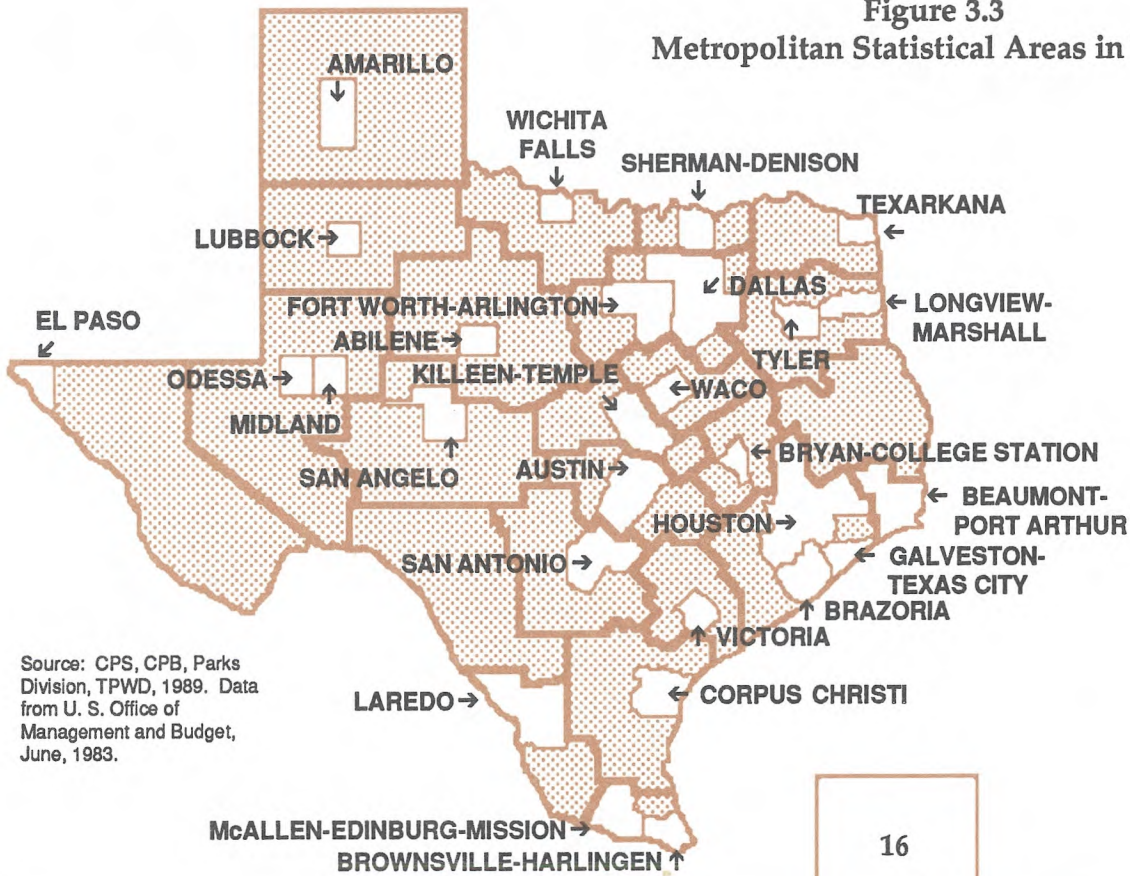 Figure 3.3
Metropolitan Statistical Areas in
AMARILLO
WICHITA
FALLS
SHERMAN-DENISON
TEXARKANA
LUBBOCK
FORT WORTH-ARLINGTON
DALLAS
LONGVIEW-
MARSHALL
EL PASO
ABILENE
TYLER
ODESSA
KILLEEN-TEMPLE
WACO
MIDLAND
SAN ANGELO
AUSTIN
BRYAN-COLLEGE STATION
BEAUMONT-
PORT ARTHUR
HOUSTON
SAN ANTONIO
GALVESTON-
TEXAS CITY
BRAZORIA
VICTORIA
Source: CPS, CPB, Parks
Division, TPWD, 1989. Data
from U. S. Office of
Management and Budget,
June, 1983.
LAREDO
CORPUS CHRISTI
McALLEN-EDINBURG-MISSION
BROWNSVILLE-HARLINGEN
16